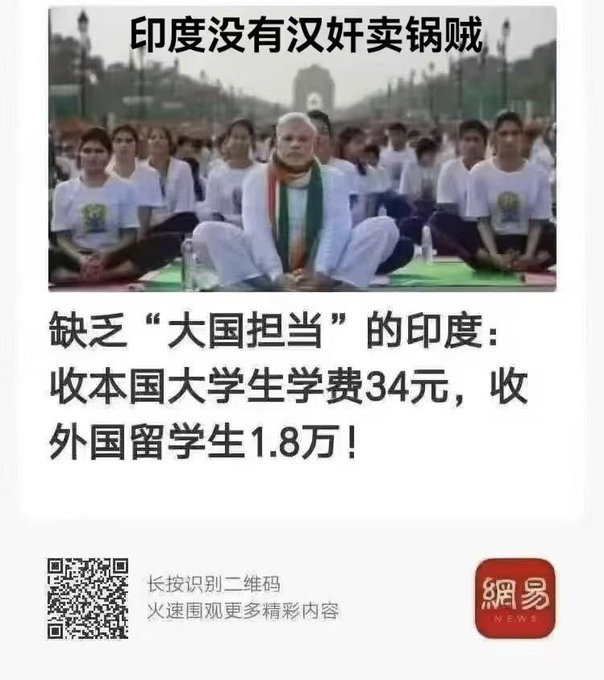 印度没有汉奸卖锅贼
缺乏“大国担当”的印度：
收本国大学生学费34元，收
外国留学生1.8万！
长按识别二维码
火速围观更多精彩内容
網易
NEWS